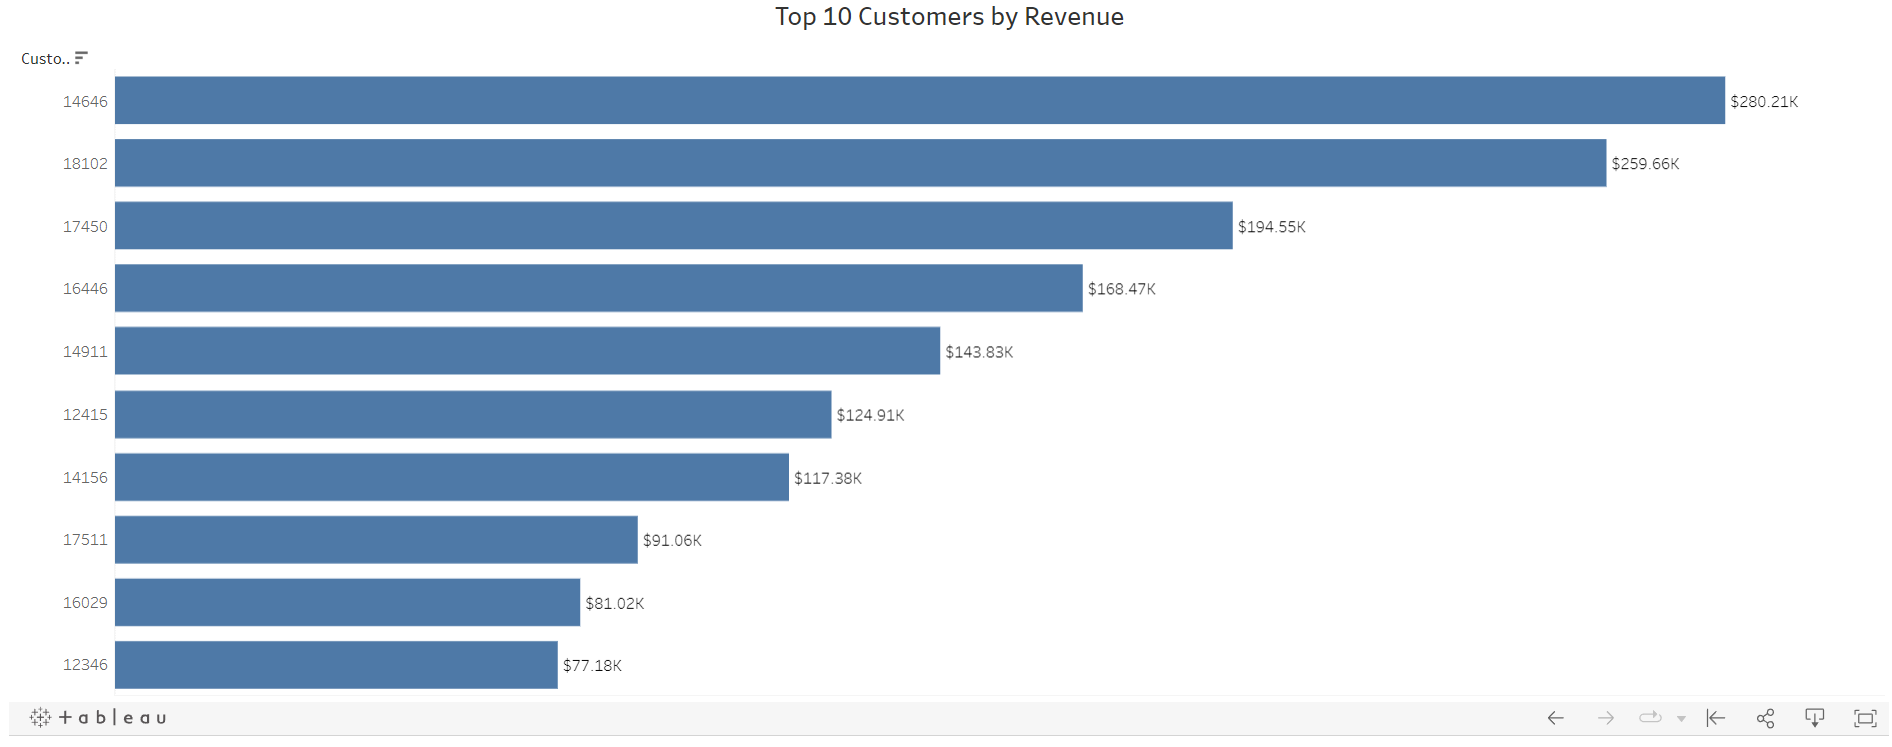 Top 10 Customers by Revenue
Custo..
14646 $280.21K
18102 $259.66K
17450 $194.55K
16446 $168.47K
14911 $143.83K
12415 $124.91K
14156 $117.38K
17511 $91.06K
16029 $81.02K
12346 $77.18K
+ a b l e a u